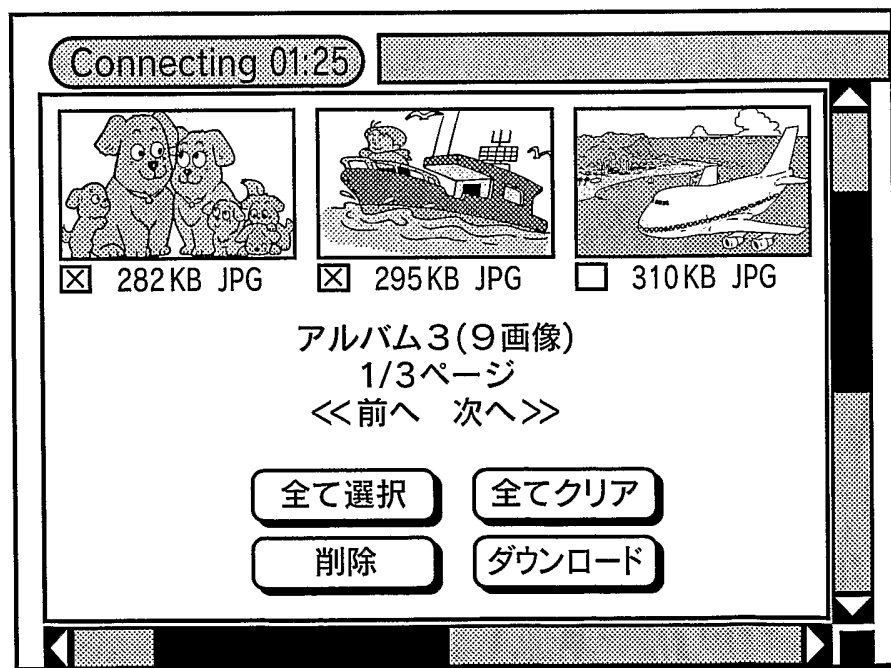 Connecting 01:25
282KB JPG 295KB JPG 310KB JPG
アルバム3(9画像)
1/3ページ
<<前へ 次へ>>
全て選択 全てクリア
削除 ダウンロード